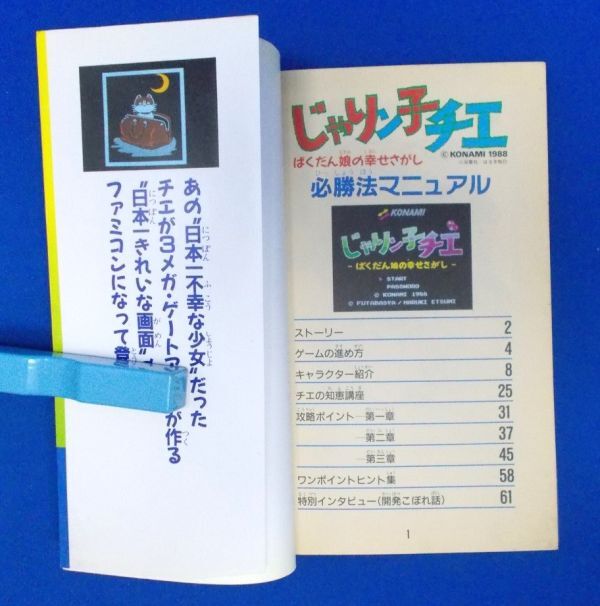 あの"日本一不幸な少女"だった
チエが3メガ・ゲートア が作る
"日本一きれいな画面"
ファミコンになって
じゃリン子チエ
© KONAMI 1988
ばくだん娘の幸せさがし
必勝法マニュアル
KONAMI
じゃリン子チエ
-ばくだん娘の幸せさがし-
START
PASSWORD
© KONAMI 1988
© FUTABASYA / HARUKI ETSUMI
ストーリー 2
ゲームの進め方 4
キャラクター紹介 8
チエの知恵講座 25
攻略ポイント―第一章 31
―第二章 37
―第三章 45
ワンポイントヒント集 58
特別インタビュー(開発こぼれ話) 61
1